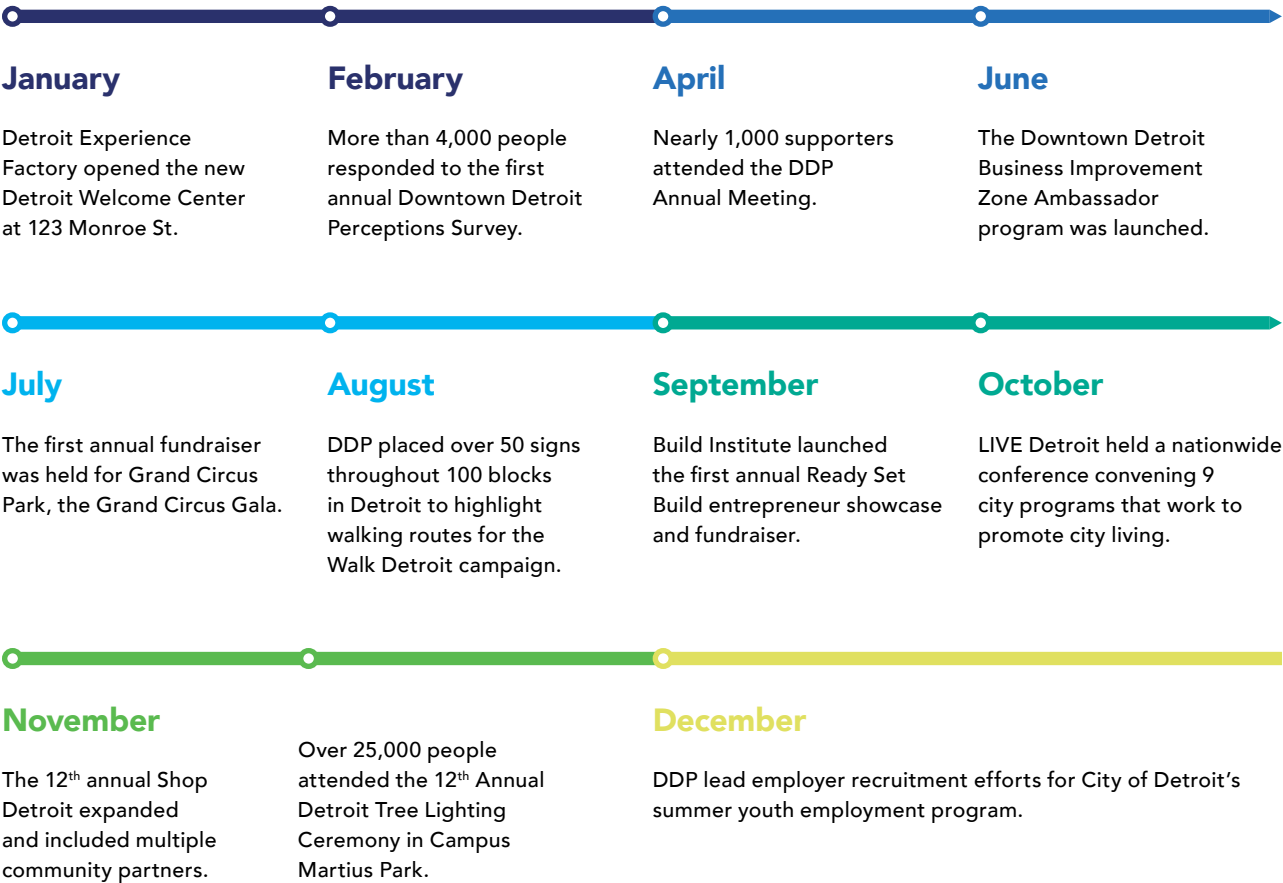 January
Detroit Experience
Factory opened the new
Detroit Welcome Center
at 123 Monroe St.
February
More than 4,000 people
responded to the first
annual Downtown Detroit
Perceptions Survey.
April
Nearly 1,000 supporters
attended the DDP
Annual Meeting.
June
The Downtown Detroit
Business Improvement
Zone Ambassador
program was launched.
July
The first annual fundraiser
was held for Grand Circus
Park, the Grand Circus Gala.
August
DDP placed over 50 signs
throughout 100 blocks
in Detroit to highlight
walking routes for the
Walk Detroit campaign.
September
Build Institute launched
the first annual Ready Set
Build entrepreneur showcase
and fundraiser.
October
LIVE Detroit held a nationwide
conference convening 9
city programs that work to
promote city living.
November
The 12th annual Shop
Detroit expanded
and included multiple
community partners.
Over 25,000 people
attended the 12th Annual
Detroit Tree Lighting
Ceremony in Campus
Martius Park.
December
DDP lead employer recruitment efforts for City of Detroit's
summer youth employment program.